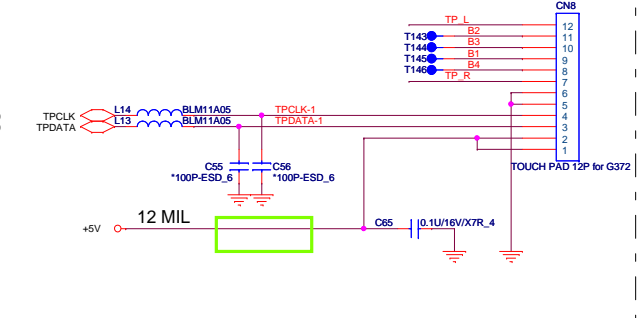 CN8
TP_L
12
T143
B2
11
T144
B3
10
T145
B1
9
T146
B4
8
TP_R
7
6
5
TPCLK
L14
BLM11A05
TPCLK-1
4
TPDATA
L13
BLM11A05
TPDATA-1
3
2
1
C55
C56
TOUCH PAD 12P for G372
*100P-ESD_6
*100P-ESD_6
12 MIL
+5V
C65
0.1U/16V/X7R_4